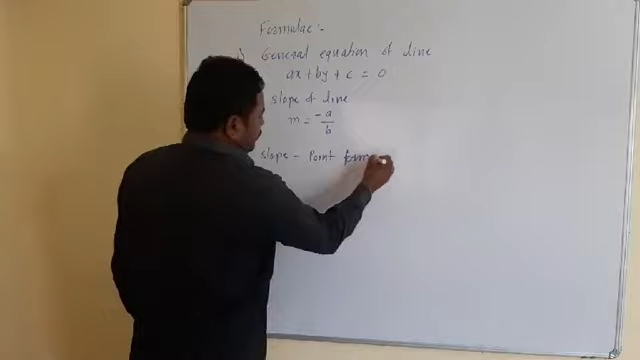 Formulae :-
General equation of line
ax + by + c = 0
slope of line
m = -a/b
slope - Point form